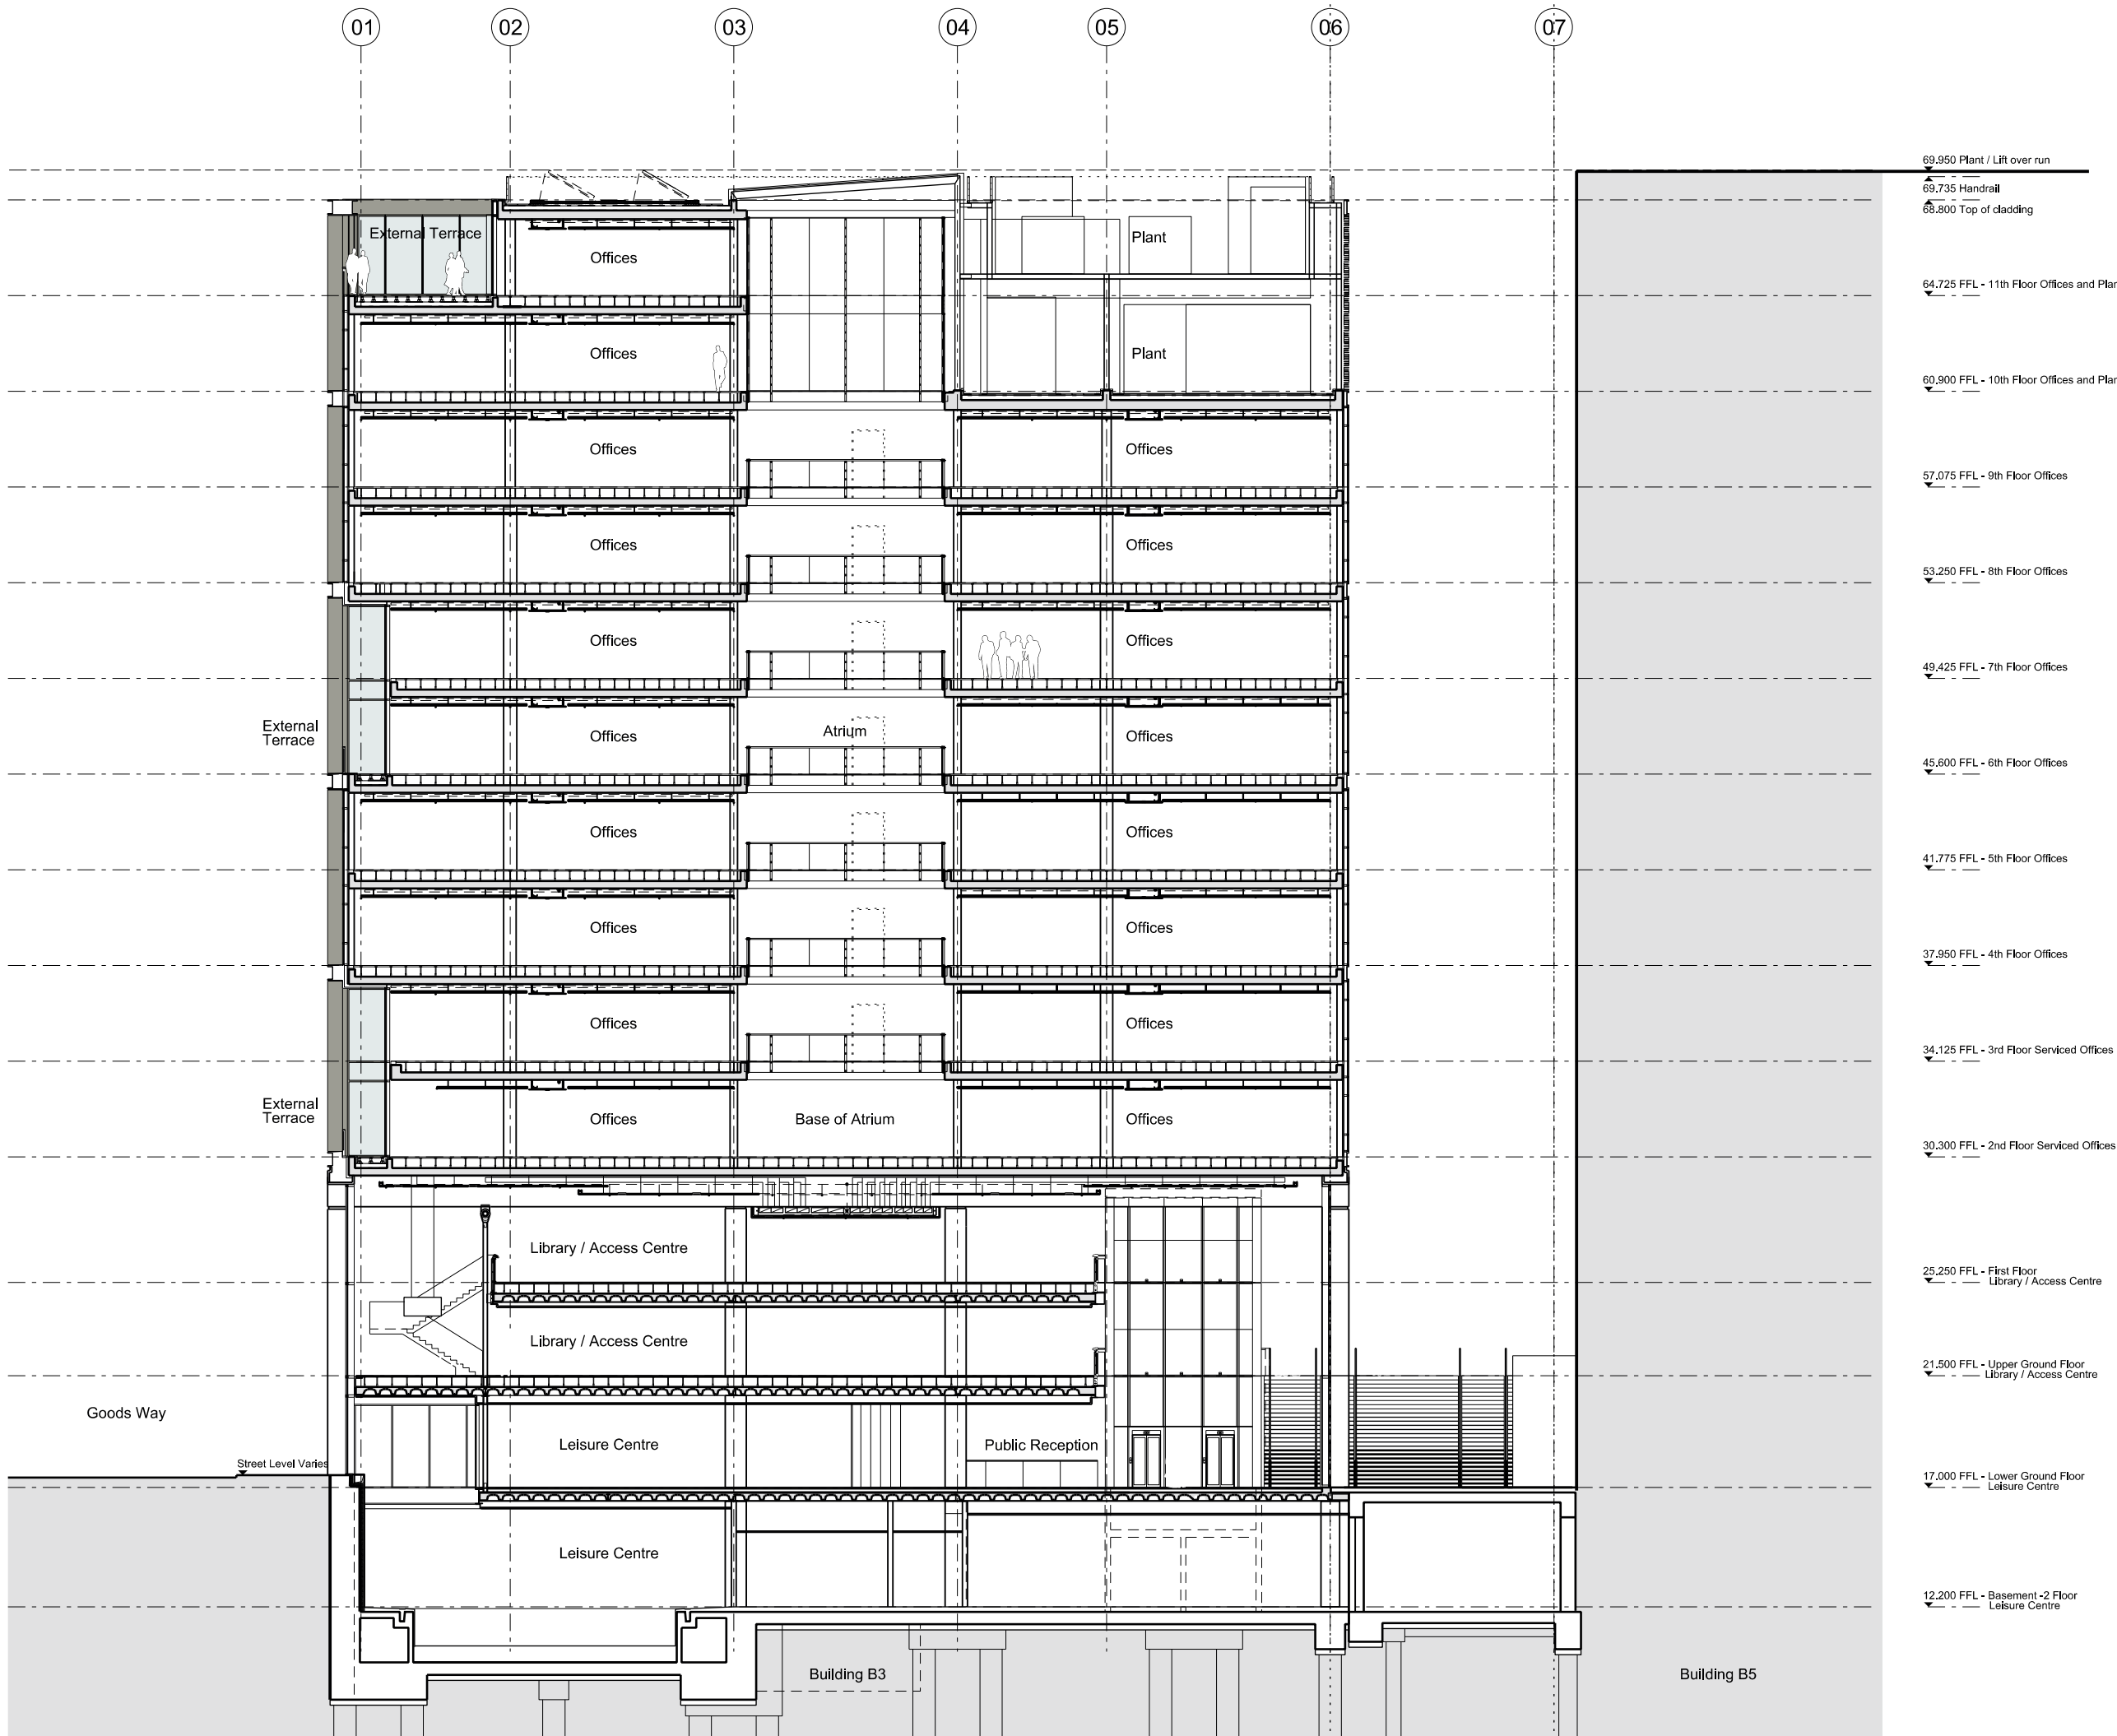 01 02 03 04 05 06 07
69.950 Plant / Lift over run
69.735 Handrail
68.800 Top of cladding
External Terrace
Offices
Plant
64.725 FFL - 11th Floor Offices and Plar
Offices
Plant
60.900 FFL - 10th Floor Offices and Plar
Offices
Offices
57.075 FFL - 9th Floor Offices
Offices
Offices
53.250 FFL - 8th Floor Offices
Offices
Offices
49.425 FFL - 7th Floor Offices
External
Terrace
Offices
Atrium
Offices
45.600 FFL - 6th Floor Offices
Offices
Offices
41.775 FFL - 5th Floor Offices
Offices
Offices
37.950 FFL - 4th Floor Offices
Offices
Offices
34.125 FFL - 3rd Floor Serviced Offices
External
Terrace
Offices
Base of Atrium
Offices
30.300 FFL - 2nd Floor Serviced Offices
Library / Access Centre
25.250 FFL - First Floor
Library / Access Centre
Library / Access Centre
21.500 FFL - Upper Ground Floor
Library / Access Centre
Goods Way
Leisure Centre
Public Reception
Street Level Varies
17.000 FFL - Lower Ground Floor
Leisure Centre
Leisure Centre
12.200 FFL - Basement -2 Floor
Leisure Centre
Building B3
Building B5